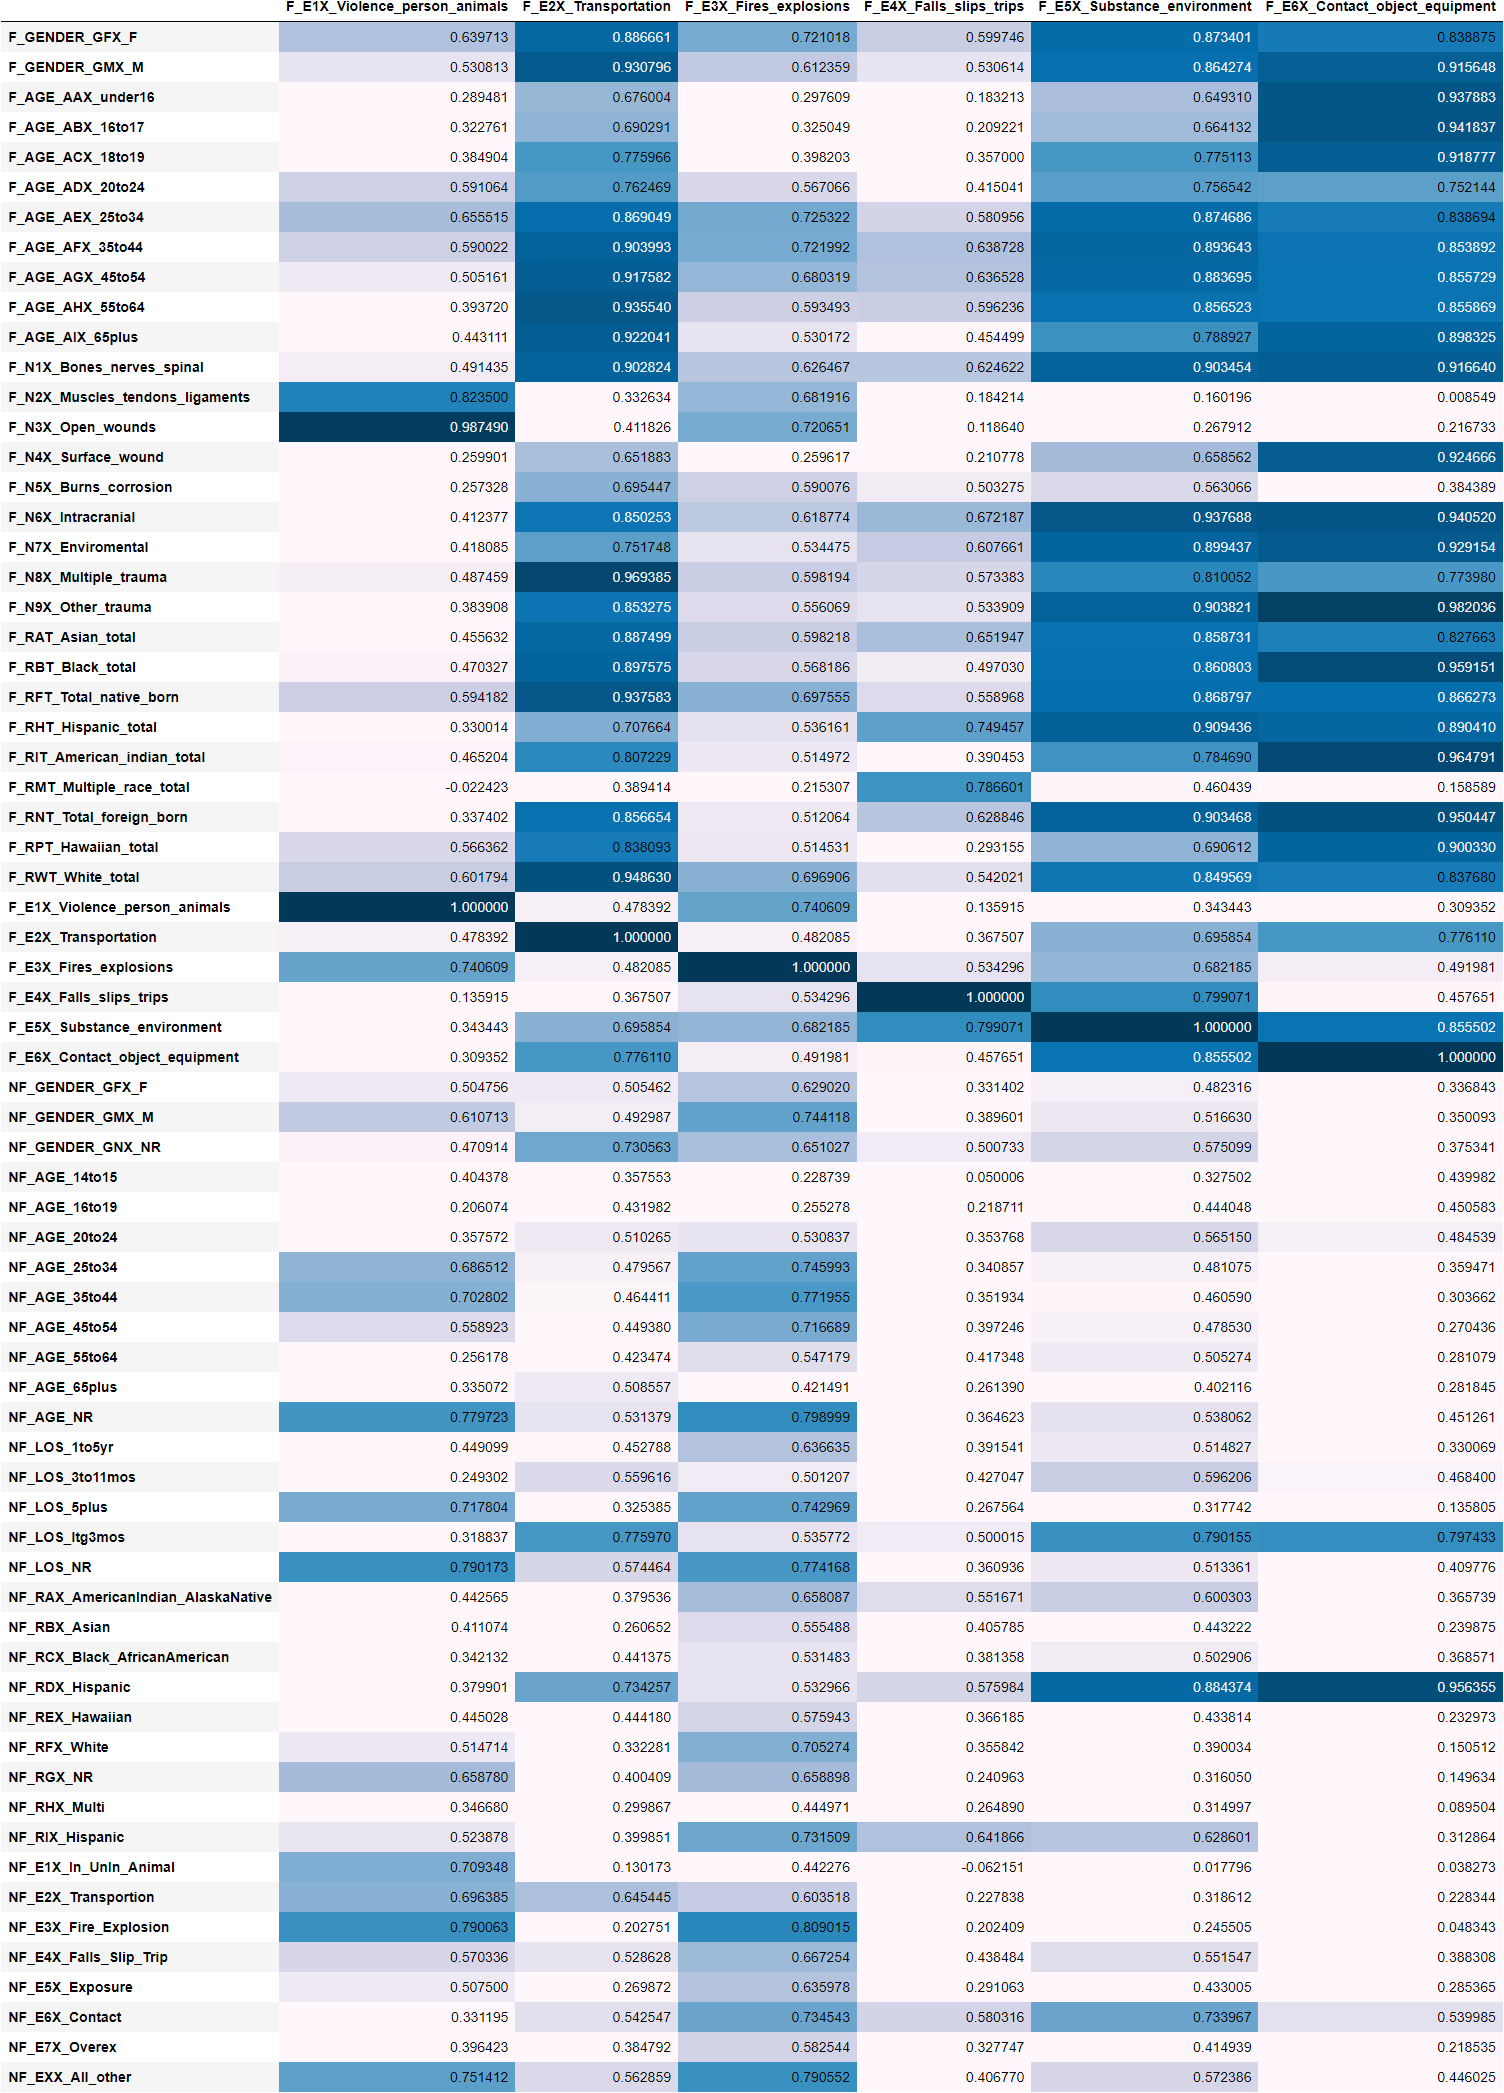 F_E1X_Violence_person_animals F_E2X_Transportation F_E3X_Fires_explosions F_E4X_Falls_slips_trips F_E5X_Substance_environment F_E6X_Contact_object_equipment
F_GENDER_GFX_F 0.639713 0.886661 0.721018 0.599746 0.873401 0.838875
F_GENDER_GMX_M 0.530813 0.930796 0.612359 0.530614 0.864274 0.915648
F_AGE_AAX_under16 0.289481 0.676004 0.297609 0.183213 0.649310 0.937883
F_AGE_ABX_16to17 0.322761 0.690291 0.325049 0.209221 0.664132 0.941837
F_AGE_ACX_18to19 0.384904 0.775966 0.398203 0.357000 0.775113 0.918777
F_AGE_ADX_20to24 0.591064 0.762469 0.567066 0.415041 0.756542 0.752144
F_AGE_AEX_25to34 0.655515 0.869049 0.725322 0.580956 0.874686 0.838694
F_AGE_AFX_35to44 0.590022 0.903993 0.721992 0.638728 0.893643 0.853892
F_AGE_AGX_45to54 0.505161 0.917582 0.680319 0.636528 0.883695 0.855729
F_AGE_AHX_55to64 0.393720 0.935540 0.593493 0.596236 0.856523 0.855869
F_AGE_AIX_65plus 0.443111 0.922041 0.530172 0.454499 0.788927 0.898325
F_N1X_Bones_nerves_spinal 0.491435 0.902824 0.626467 0.624622 0.903454 0.916640
F_N2X_Muscles_tendons_ligaments 0.823500 0.332634 0.681916 0.184214 0.160196 0.008549
F_N3X_Open_wounds 0.987490 0.411826 0.720651 0.118640 0.267912 0.216733
F_N4X_Surface_wound 0.259901 0.651883 0.259617 0.210778 0.658562 0.924666
F_N5X_Burns_corrosion 0.257328 0.695447 0.590076 0.503275 0.563066 0.384389
F_N6X_Intracranial 0.412377 0.850253 0.618774 0.672187 0.937688 0.940520
F_N7X_Enviromental 0.418085 0.751748 0.534475 0.607661 0.899437 0.929154
F_N8X_Multiple_trauma 0.487459 0.969385 0.598194 0.573383 0.810052 0.773980
F_N9X_Other_trauma 0.383908 0.853275 0.556069 0.533909 0.903821 0.982036
F_RAT_Asian_total 0.455632 0.887499 0.598218 0.651947 0.858731 0.827663
F_RBT_Black_total 0.470327 0.897575 0.568186 0.497030 0.860803 0.959151
F_RFT_Total_native_born 0.594182 0.937583 0.697555 0.558968 0.868797 0.866273
F_RHT_Hispanic_total 0.330014 0.707664 0.536161 0.749457 0.909436 0.890410
F_RIT_American_indian_total 0.465204 0.807229 0.514972 0.390453 0.784690 0.964791
F_RMT_Multiple_race_total -0.022423 0.389414 0.215307 0.786601 0.460439 0.158589
F_RNT_Total_foreign_born 0.337402 0.856654 0.512064 0.628846 0.903468 0.950447
F_RPT_Hawaiian_total 0.566362 0.838093 0.514531 0.293155 0.690612 0.900330
F_RWT_White_total 0.601794 0.948630 0.696906 0.542021 0.849569 0.837680
F_E1X_Violence_person_animals 1.000000 0.478392 0.740609 0.135915 0.343443 0.309352
F_E2X_Transportation 0.478392 1.000000 0.482085 0.367507 0.695854 0.776110
F_E3X_Fires_explosions 0.740609 0.482085 1.000000 0.534296 0.682185 0.491981
F_E4X_Falls_slips_trips 0.135915 0.367507 0.534296 1.000000 0.799071 0.457651
F_E5X_Substance_environment 0.343443 0.695854 0.682185 0.799071 1.000000 0.855502
F_E6X_Contact_object_equipment 0.309352 0.776110 0.491981 0.457651 0.855502 1.000000
NF_GENDER_GFX_F 0.504756 0.505462 0.629020 0.331402 0.482316 0.336843
NF_GENDER_GMX_M 0.610713 0.492987 0.744118 0.389601 0.516630 0.350093
NF_GENDER_GNX_NR 0.470914 0.730563 0.651027 0.500733 0.575099 0.375341
NF_AGE_14to15 0.404378 0.357553 0.228739 0.050006 0.327502 0.439982
NF_AGE_16to19 0.206074 0.431982 0.255278 0.218711 0.444048 0.450583
NF_AGE_20to24 0.357572 0.510265 0.530837 0.353768 0.565150 0.484539
NF_AGE_25to34 0.686512 0.479567 0.745993 0.340857 0.481075 0.359471
NF_AGE_35to44 0.702802 0.464411 0.771955 0.351934 0.460590 0.303662
NF_AGE_45to54 0.558923 0.449380 0.716689 0.397246 0.478530 0.270436
NF_AGE_55to64 0.256178 0.423474 0.547179 0.417348 0.505274 0.281079
NF_AGE_65plus 0.335072 0.508557 0.421491 0.261390 0.402116 0.281845
NF_AGE_NR 0.779723 0.531379 0.798999 0.364623 0.538062 0.451261
NF_LOS_1to5yr 0.449099 0.452788 0.636635 0.391541 0.514827 0.330069
NF_LOS_3to11mos 0.249302 0.559616 0.501207 0.427047 0.596206 0.468400
NF_LOS_5plus 0.717804 0.325385 0.742969 0.267564 0.317742 0.135805
NF_LOS_ltg3mos 0.318837 0.775970 0.535772 0.500015 0.790155 0.797433
NF_LOS_NR 0.790173 0.574464 0.774168 0.360936 0.513361 0.409776
NF_RAX_AmericanIndian_AlaskaNative 0.442565 0.379536 0.658087 0.551671 0.600303 0.365739
NF_RBX_Asian 0.411074 0.260652 0.555488 0.405785 0.443222 0.239875
NF_RCX_Black_AfricanAmerican 0.342132 0.441375 0.531483 0.381358 0.502906 0.368571
NF_RDX_Hispanic 0.379901 0.734257 0.532966 0.575984 0.884374 0.956355
NF_REX_Hawaiian 0.445028 0.444180 0.575943 0.366185 0.433814 0.232973
NF_RFX_White 0.514714 0.332281 0.705274 0.355842 0.390034 0.150512
NF_RGX_NR 0.658780 0.400409 0.658898 0.240963 0.316050 0.149634
NF_RHX_Multi 0.346680 0.299867 0.444971 0.264890 0.314997 0.089504
NF_RIX_Hispanic 0.523878 0.399851 0.731509 0.641866 0.628601 0.312864
NF_E1X_In_UnIn_Animal 0.709348 0.130173 0.442276 -0.062151 0.017796 0.038273
NF_E2X_Transportion 0.696385 0.645445 0.603518 0.227838 0.318612 0.228344
NF_E3X_Fire_Explosion 0.790063 0.202751 0.809015 0.202409 0.245505 0.048343
NF_E4X_Falls_Slip_Trip 0.570336 0.528628 0.667254 0.438484 0.551547 0.388308
NF_E5X_Exposure 0.507500 0.269872 0.635978 0.291063 0.433005 0.285365
NF_E6X_Contact 0.331195 0.542547 0.734543 0.580316 0.733967 0.539985
NF_E7X_Overex 0.396423 0.384792 0.582544 0.327747 0.414939 0.218535
NF_EXX_All_other 0.751412 0.562859 0.790552 0.406770 0.572386 0.446025